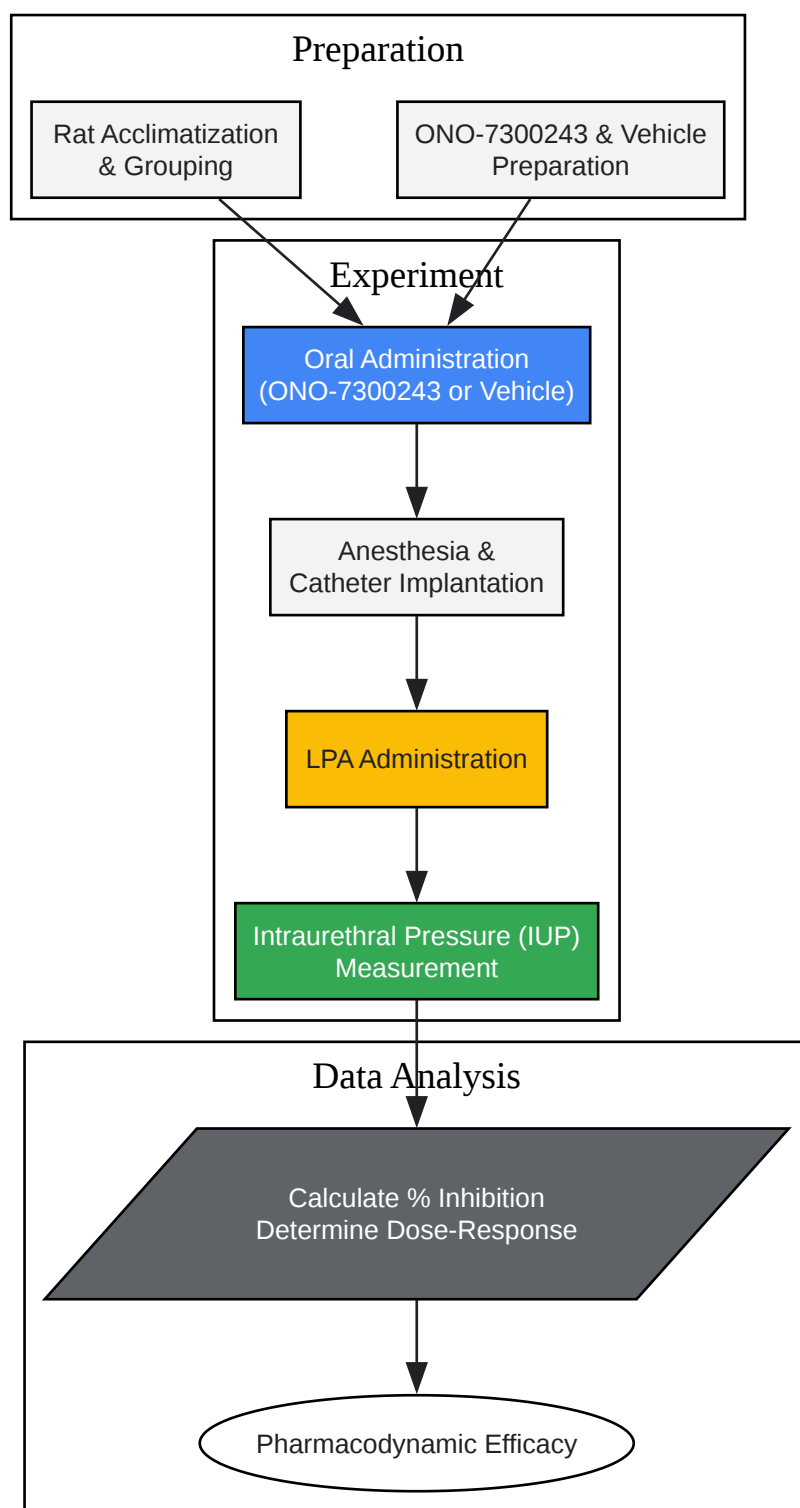 Preparation
Rat Acclimatization
& Grouping
ONO-7300243 & Vehicle
Preparation
Experiment
Oral Administration
(ONO-7300243 or Vehicle)
Anesthesia &
Catheter Implantation
LPA Administration
Intraurethral Pressure (IUP)
Measurement
Data Analysis
Calculate % Inhibition
Determine Dose-Response
Pharmacodynamic Efficacy